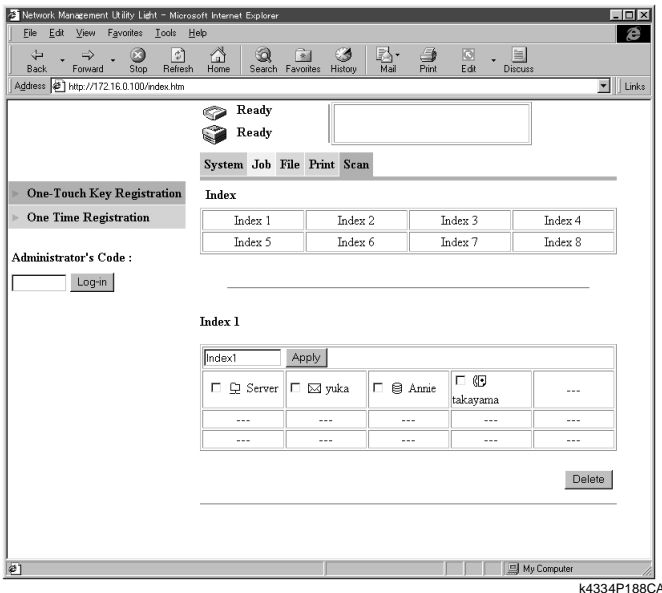 Network Management Utility Light - Microsoft Internet Explorer
File Edit View Favorites Tools Help
Back Forward Stop Refresh Home Search Favorites History Mail Print Edit Discuss
Address http://172.16.0.100/index.htm Links
Ready
Ready
System Job File Print Scan
One-Touch Key Registration
One Time Registration
Administrator's Code :
Log-in
Index
Index 1 Index 2 Index 3 Index 4
Index 5 Index 6 Index 7 Index 8
Index 1
Index1 Apply
Server yuka Annie takayama ---
--- --- --- --- ---
--- --- --- --- ---
Delete
My Computer
k4334P188CA